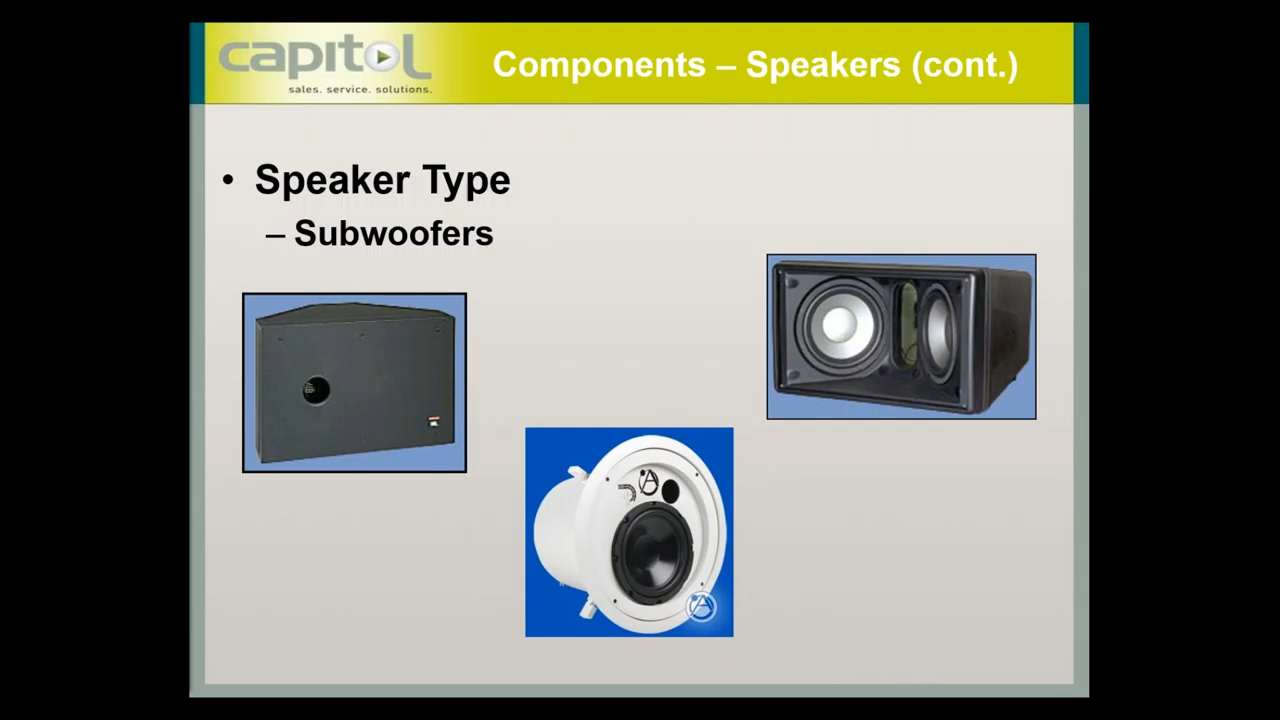 capitol
sales. service. solutions.
Components – Speakers (cont.)
• Speaker Type
– Subwoofers